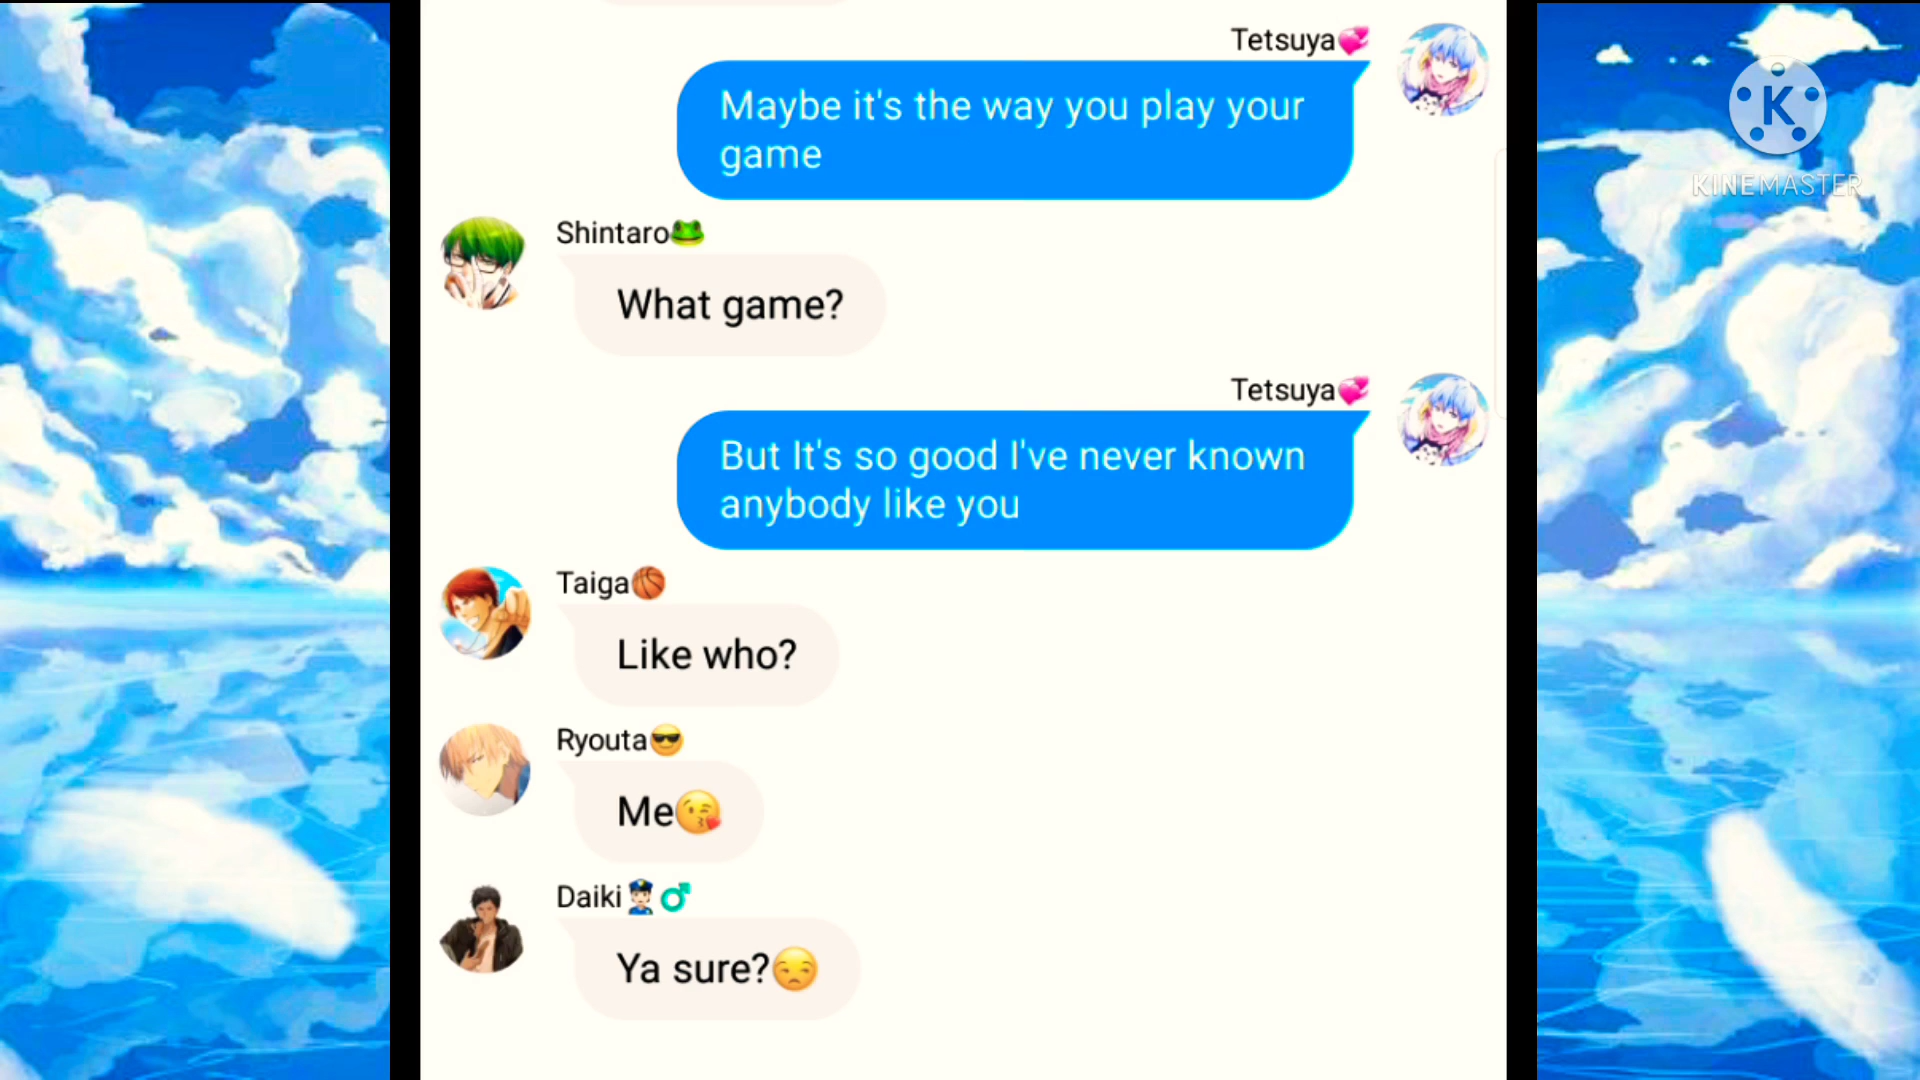 Tetsuya💞
Maybe it's the way you play your
game
K
KINEMASTER
Shintaro🐸
What game?
Tetsuya💞
But It's so good I've never known
anybody like you
Taiga🏀
Like who?
Ryouta😎
Me😘
Daiki👮🏻♂
Ya sure?😒